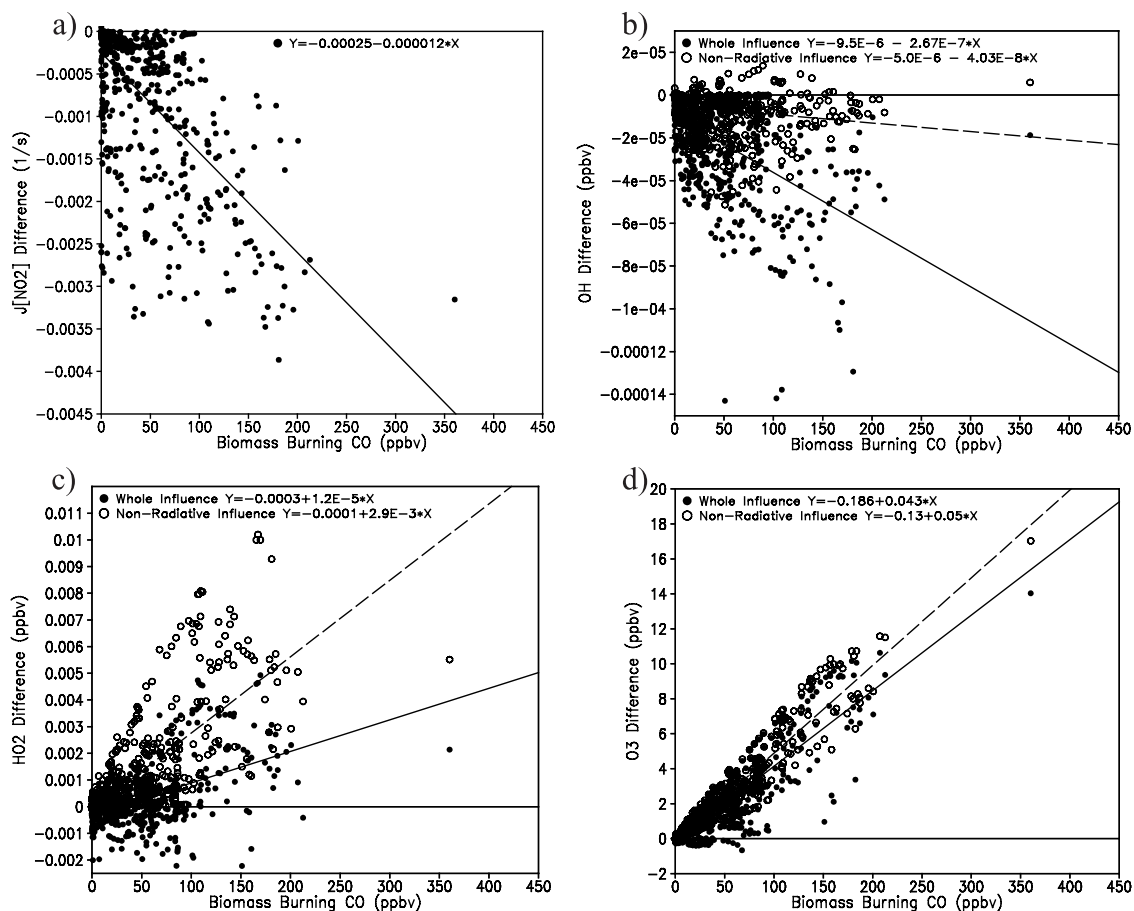 a)
Y=−0.00025−0.000012*X
0
−0.0005
−0.001
−0.0015
−0.002
−0.0025
−0.003
−0.0035
−0.004
−0.0045
J[NO2] Difference (1/s)
0 50 100 150 200 250 300 350 400 450
Biomass Burning CO (ppbv)
b)
Whole Influence Y=−9.5E−6 − 2.67E−7*X
Non−Radiative Influence Y=−5.0E−6 − 4.03E−8*X
2e−05
0
−2e−05
−4e−05
−6e−05
−8e−05
−1e−04
−0.00012
−0.00014
OH Difference (ppbv)
0 50 100 150 200 250 300 350 400 450
Biomass Burning CO (ppbv)
c)
Whole Influence Y=−0.0003+1.2E−5*X
Non−Radiative Influence Y=−0.0001+2.9E−3*X
0.011
0.01
0.009
0.008
0.007
0.006
0.005
0.004
0.003
0.002
0.001
0
−0.001
−0.002
HO2 Difference (ppbv)
0 50 100 150 200 250 300 350 400 450
Biomass Burning CO (ppbv)
d)
Whole Influence Y=−0.186+0.043*X
Non−Radiative Influence Y=−0.13+0.05*X
20
18
16
14
12
10
8
6
4
2
0
−2
O3 Difference (ppbv)
0 50 100 150 200 250 300 350 400 450
Biomass Burning CO (ppbv)